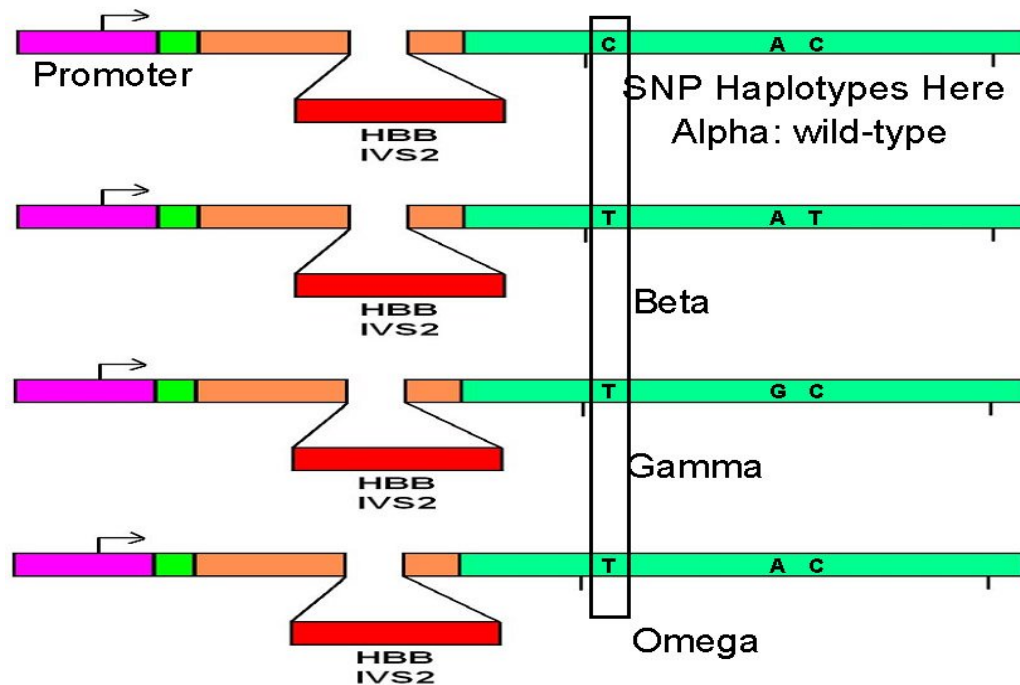 C A C
Promoter
SNP Haplotypes Here
Alpha: wild-type
HBB
IVS2
T A T
HBB
IVS2
Beta
T G C
HBB
IVS2
Gamma
T A C
HBB
IVS2
Omega